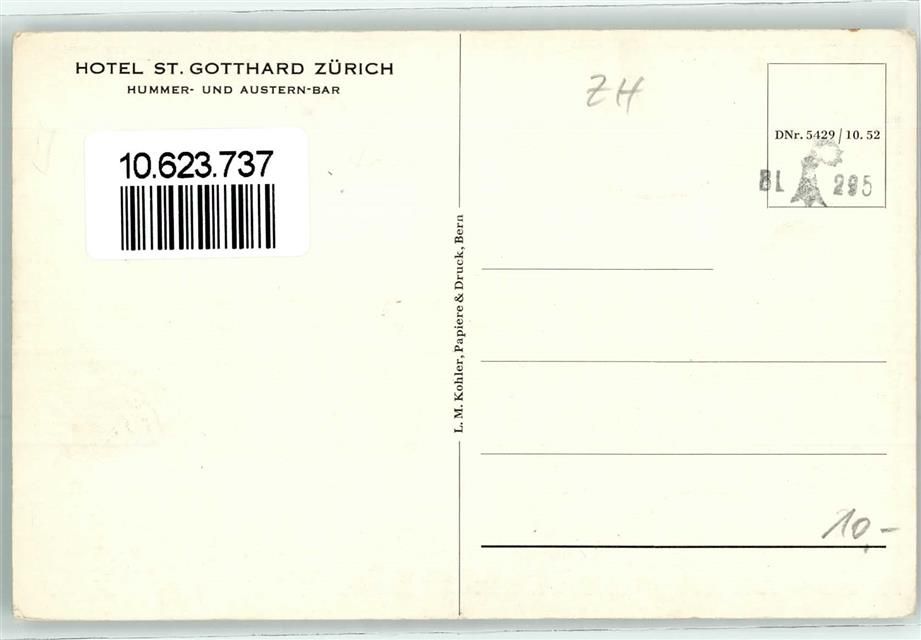 HOTEL ST. GOTTHARD ZÜRICH
HUMMER- UND AUSTERN-BAR
10.623.737
L. M. Kohler, Papiere & Druck, Bern
ZH
DNr. 5429 / 10. 52
BL 295
10,-